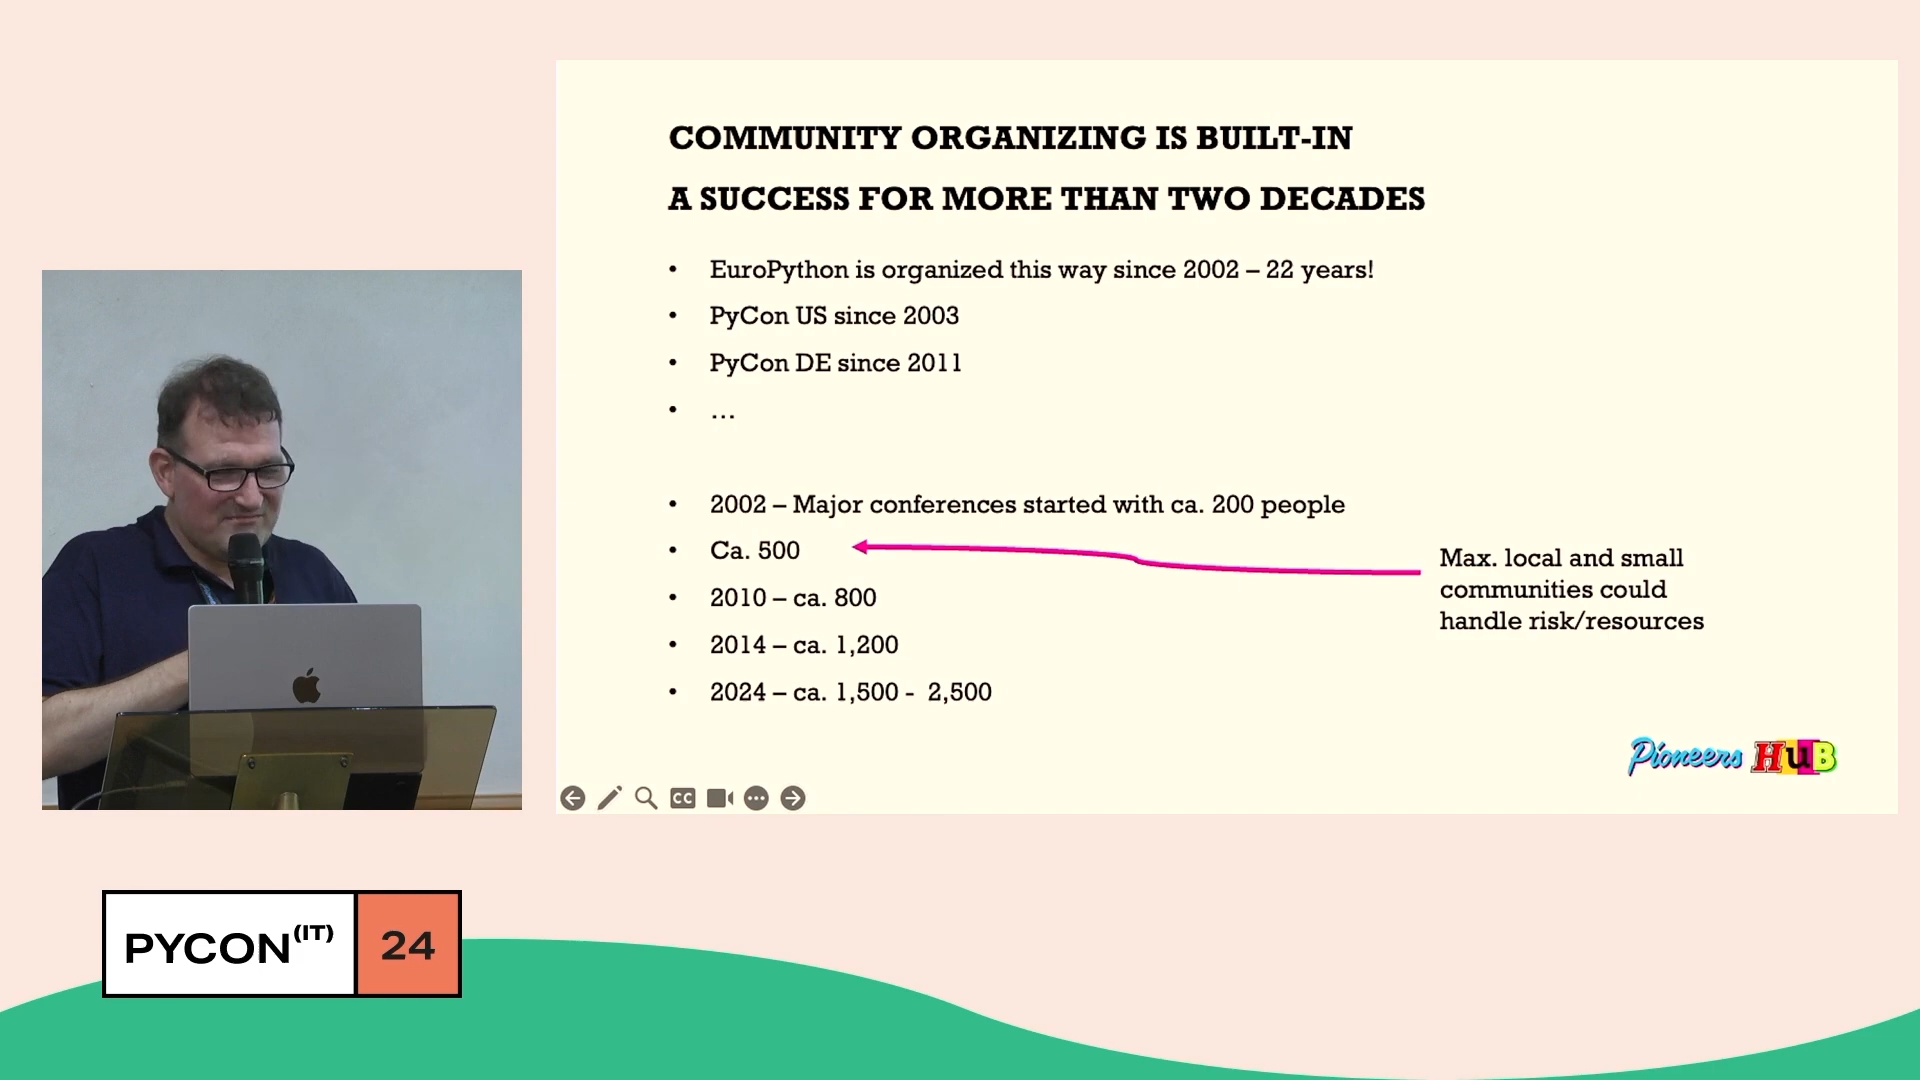 COMMUNITY ORGANIZING IS BUILT-IN
A SUCCESS FOR MORE THAN TWO DECADES
• EuroPython is organized this way since 2002 – 22 years!
• PyCon US since 2003
• PyCon DE since 2011
• …
• 2002 – Major conferences started with ca. 200 people
• Ca. 500
• 2010 – ca. 800
• 2014 – ca. 1,200
• 2024 – ca. 1,500 - 2,500
Max. local and small
communities could
handle risk/resources
Pioneers HuB
CC
PYCON(IT) 24